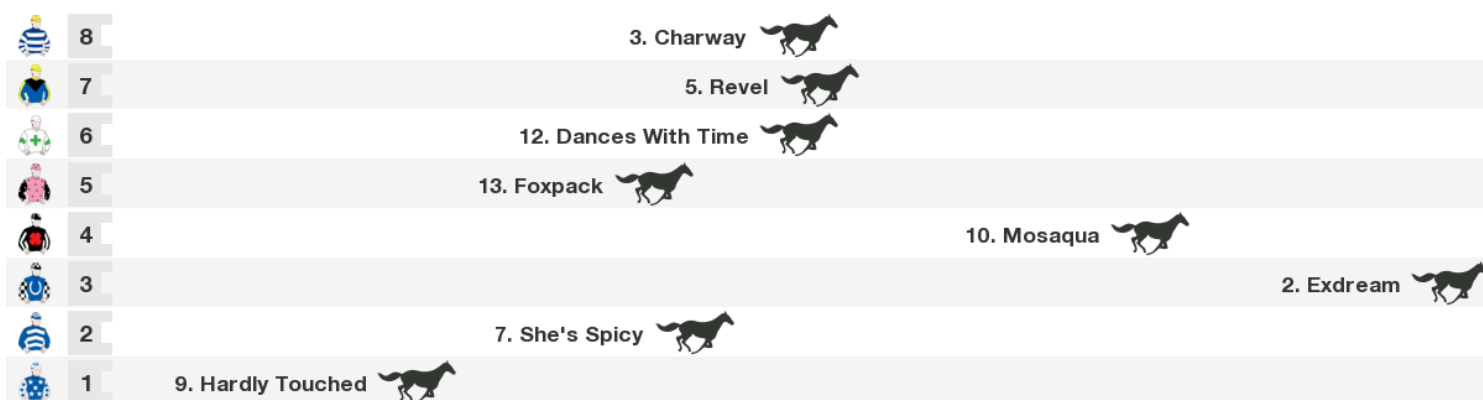 8 3. Charway
7 5. Revel
6 12. Dances With Time
5 13. Foxpack
4 10. Mosaqua
3 2. Exdream
2 7. She's Spicy
1 9. Hardly Touched